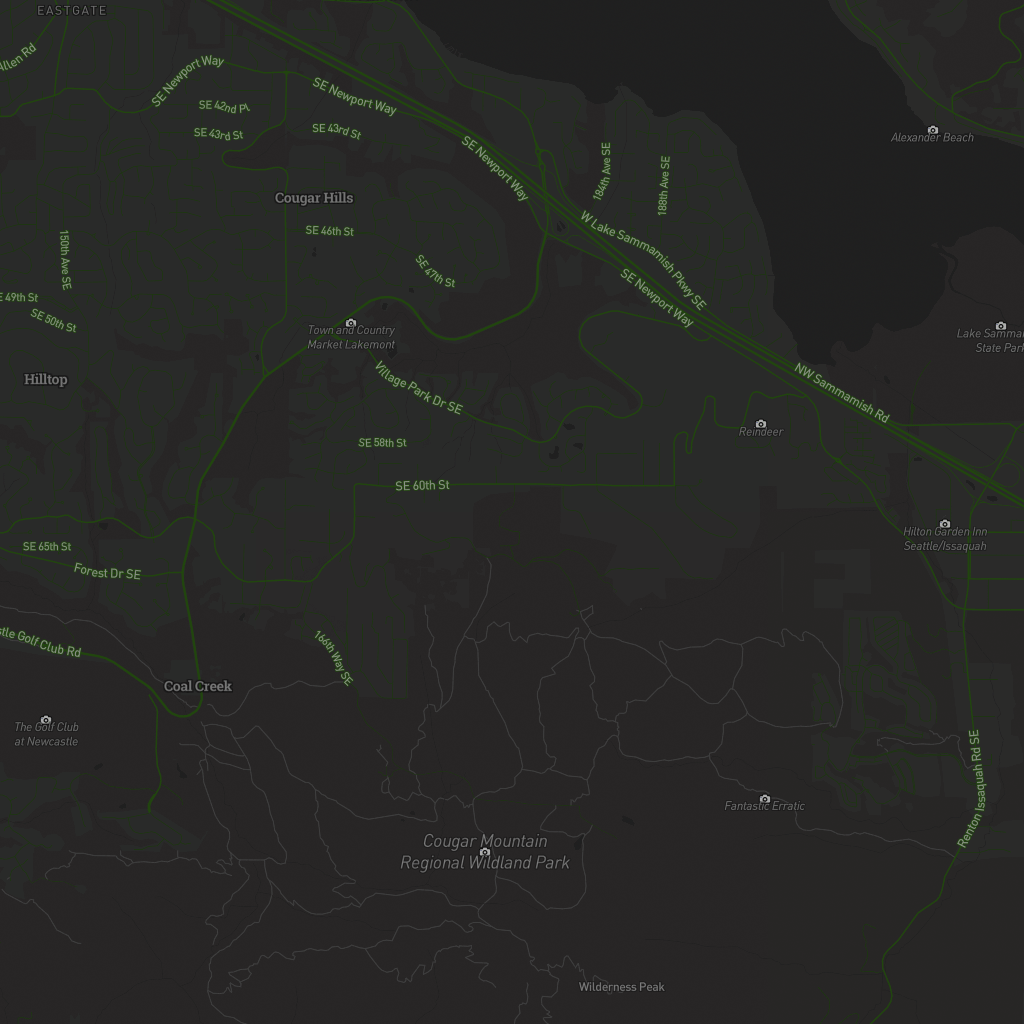 EASTGATE
Allen Rd
SE Newport Way
SE Newport Way
SE 42nd Pl
SE 43rd St
SE 43rd St
SE Newport Way
184th Ave SE
188th Ave SE
Alexander Beach
Cougar Hills
SE 46th St
W Lake Sammamish Pkwy SE
150th Ave SE
SE 47th St
SE Newport Way
E 49th St
SE 50th St
Town and Country
Market Lakemont
Lake Samma
State Park
Hilltop
Village Park Dr SE
NW Sammamish Rd
Reindeer
SE 58th St
SE 60th St
Hilton Garden Inn
Seattle/Issaquah
SE 65th St
Forest Dr SE
stle Golf Club Rd
166th Way SE
Coal Creek
The Golf Club
at Newcastle
Renton Issaquah Rd SE
Fantastic Erratic
Cougar Mountain
Regional Wildland Park
Wilderness Peak